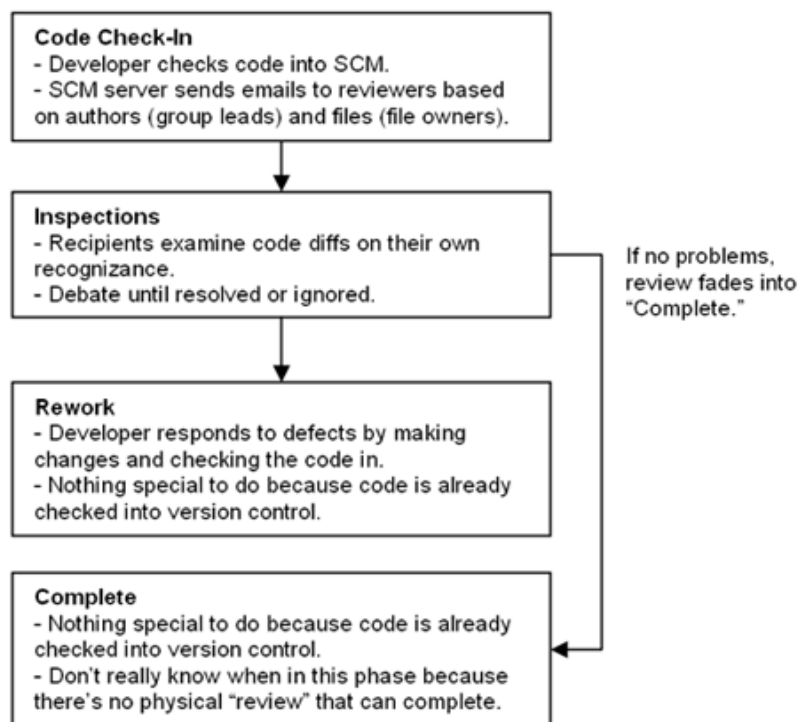 Code Check-In
- Developer checks code into SCM.
- SCM server sends emails to reviewers based
on authors (group leads) and files (file owners).
Inspections
- Recipients examine code diffs on their own
recognizance.
- Debate until resolved or ignored.
If no problems,
review fades into
“Complete.”
Rework
- Developer responds to defects by making
changes and checking the code in.
- Nothing special to do because code is already
checked into version control.
Complete
- Nothing special to do because code is already
checked into version control.
- Don't really know when in this phase because
there's no physical “review” that can complete.